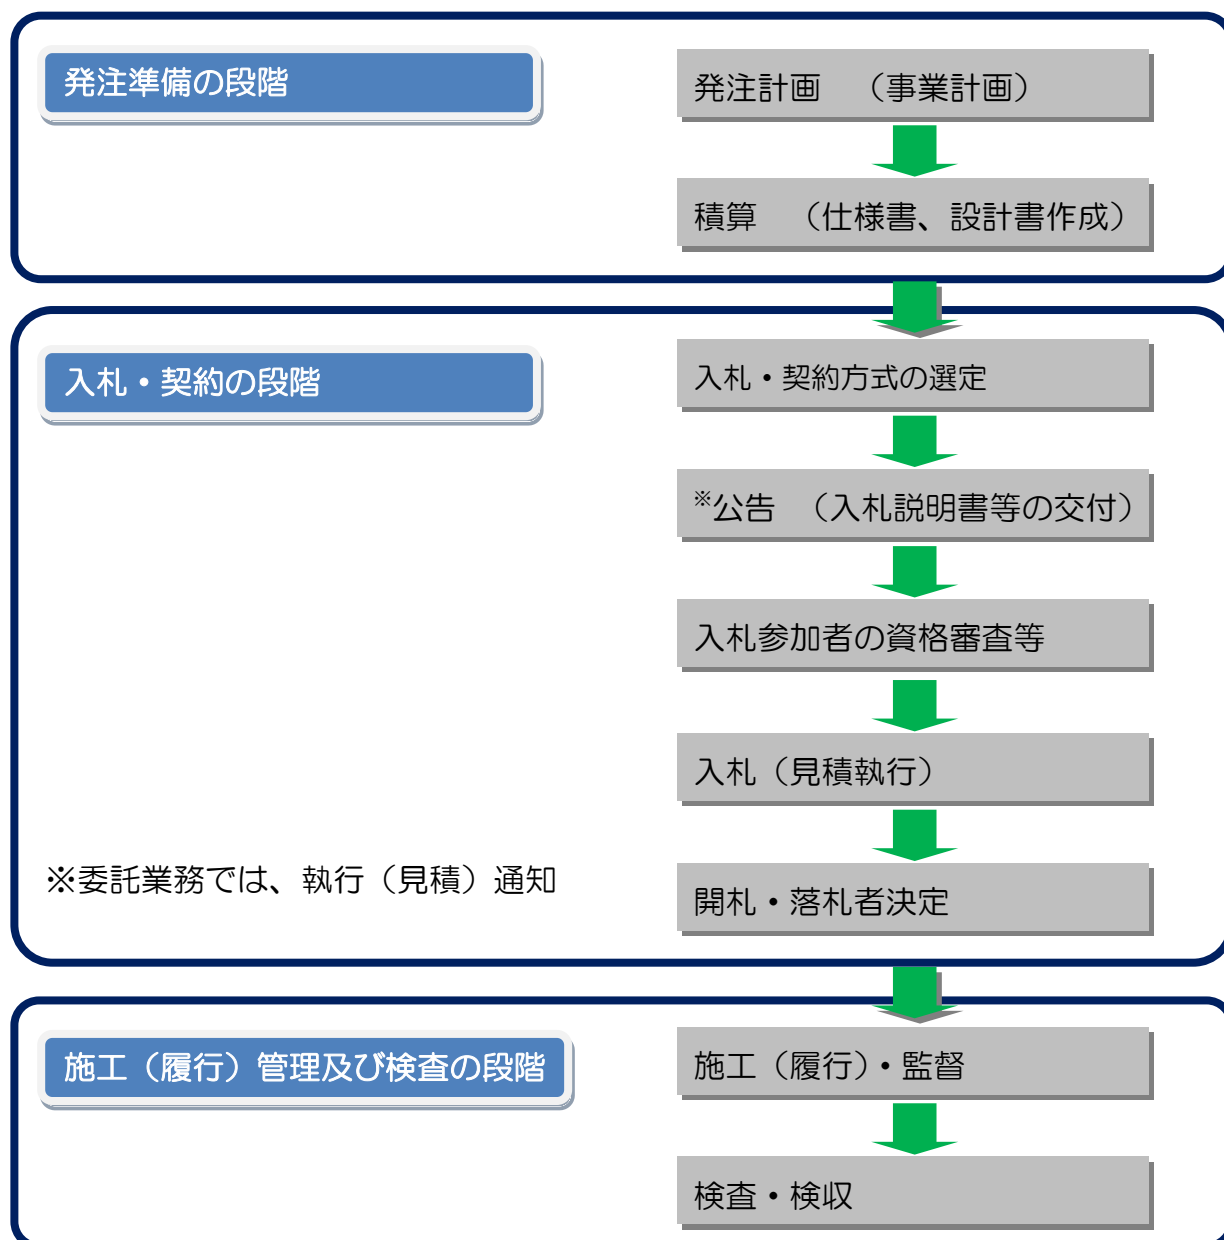 発注準備の段階
発注計画　（事業計画）
積算　（仕様書、設計書作成）
入札・契約の段階
入札・契約方式の選定
※公告　（入札説明書等の交付）
入札参加者の資格審査等
入札（見積執行）
※委託業務では、執行（見積）通知
開札・落札者決定
施工（履行）管理及び検査の段階
施工（履行）・監督
検査・検収